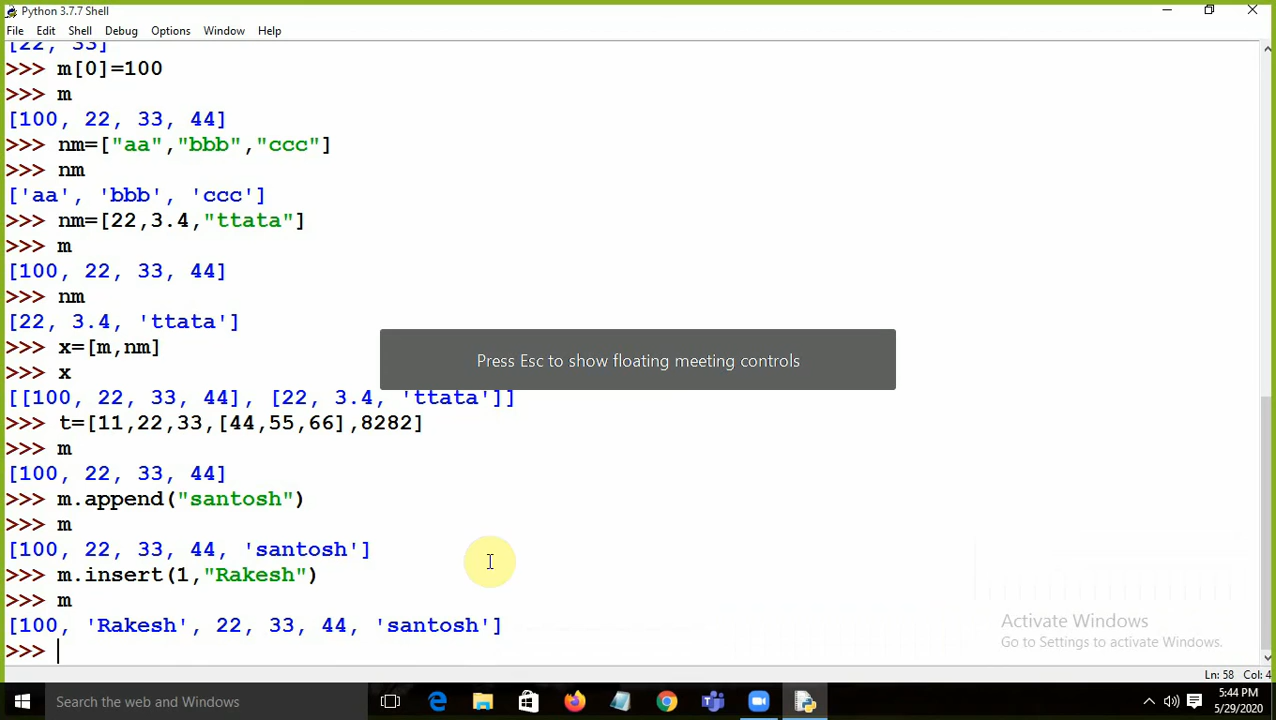 Python 3.7.7 Shell
File Edit Shell Debug Options Window Help
[22, 33]
>>> m[0]=100
>>> m
[100, 22, 33, 44]
>>> nm=["aa","bbb","ccc"]
>>> nm
['aa', 'bbb', 'ccc']
>>> nm=[22,3.4,"ttata"]
>>> m
[100, 22, 33, 44]
>>> nm
[22, 3.4, 'ttata']
>>> x=[m,nm]
Press Esc to show floating meeting controls
>>> x
[[100, 22, 33, 44], [22, 3.4, 'ttata']]
>>> t=[11,22,33,[44,55,66],8282]
>>> m
[100, 22, 33, 44]
>>> m.append("santosh")
>>> m
[100, 22, 33, 44, 'santosh']
>>> m.insert(1,"Rakesh")
>>> m
[100, 'Rakesh', 22, 33, 44, 'santosh']
>>>
Activate Windows
Go to Settings to activate Windows.
Ln: 58 Col: 4
Search the web and Windows
5:44 PM
5/29/2020